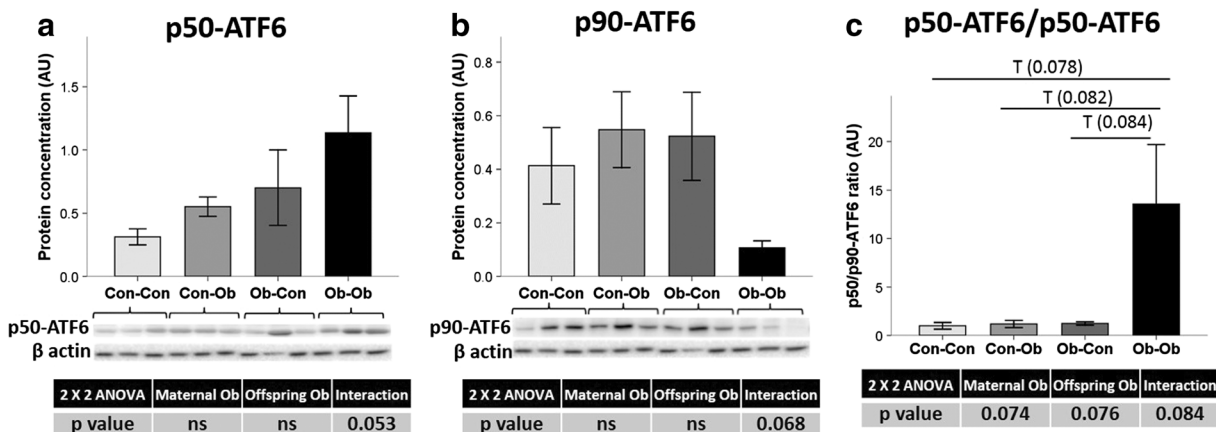 a p50-ATF6
Protein concentration (AU)
1.5
1.0
0.5
0.0
Con-Con Con-Ob Ob-Con Ob-Ob
p50-ATF6
β actin
2 X 2 ANOVA Maternal Ob Offspring Ob Interaction
p value ns ns 0.053
b p90-ATF6
Protein concentration (AU)
0.8
0.6
0.4
0.2
0.0
Con-Con Con-Ob Ob-Con Ob-Ob
p90-ATF6
β actin
2 X 2 ANOVA Maternal Ob Offspring Ob Interaction
p value ns ns 0.068
c p50-ATF6/p50-ATF6
T (0.078)
T (0.082)
T (0.084)
p50/p90-ATF6 ratio (AU)
20
15
10
5
0
Con-Con Con-Ob Ob-Con Ob-Ob
2 X 2 ANOVA Maternal Ob Offspring Ob Interaction
p value 0.074 0.076 0.084